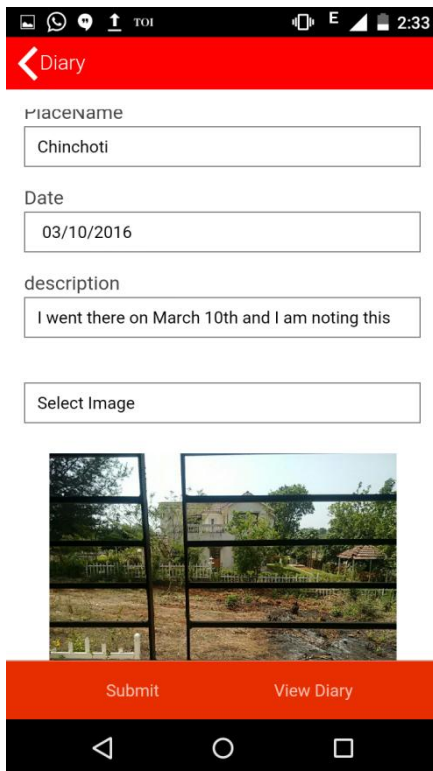 TOI E 2:33
Diary
PlaceName
Chinchoti
Date
03/10/2016
description
I went there on March 10th and I am noting this
Select Image
Submit View Diary